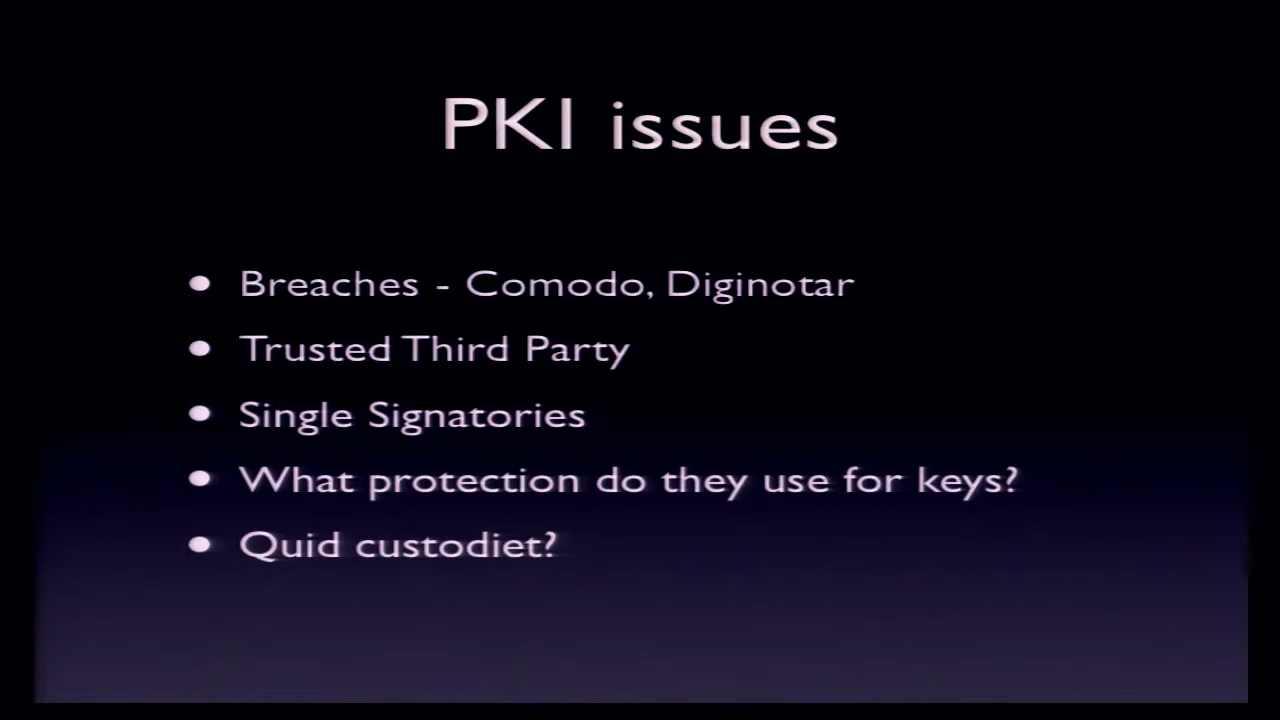 PKI issues
• Breaches - Comodo, Diginotar
• Trusted Third Party
• Single Signatories
• What protection do they use for keys?
• Quid custodiet?